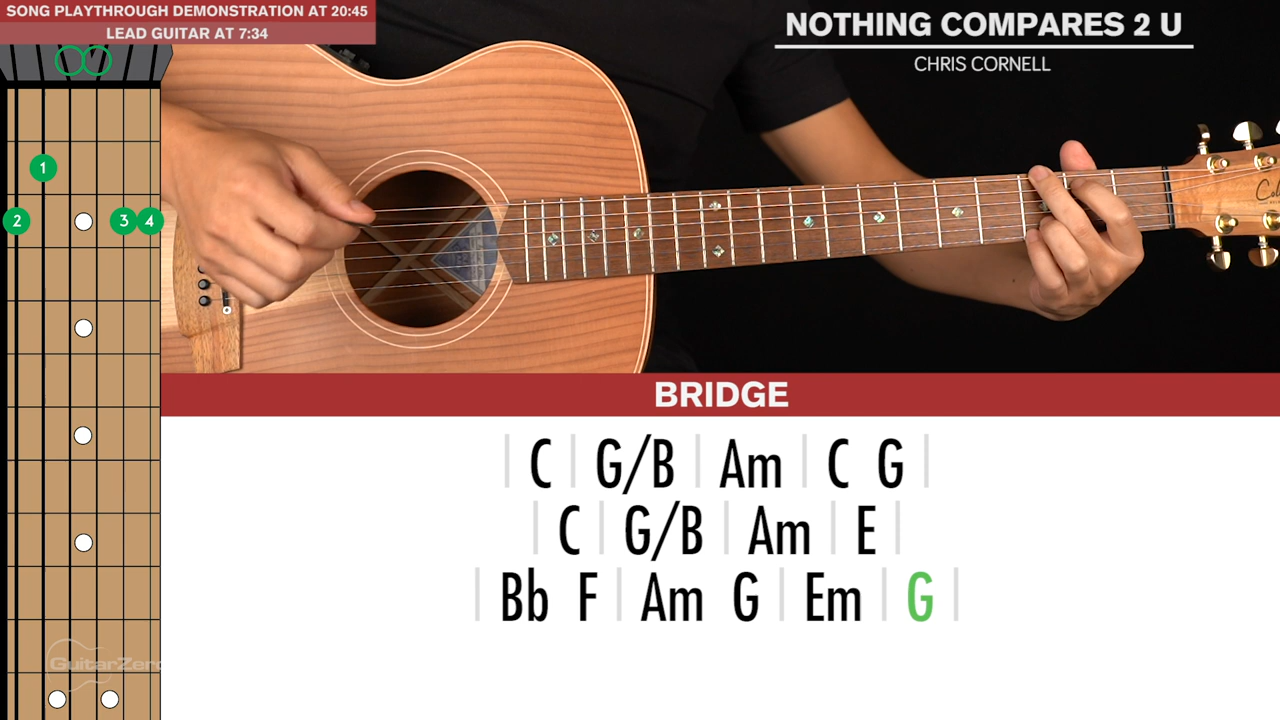 SONG PLAYTHROUGH DEMONSTRATION AT 20:45
LEAD GUITAR AT 7:34
NOTHING COMPARES 2 U
CHRIS CORNELL
1
2 3 4
BRIDGE
| C | G/B | Am | C G |
| C | G/B | Am | E |
| Bb F | Am G | Em | G |
GuitarZero